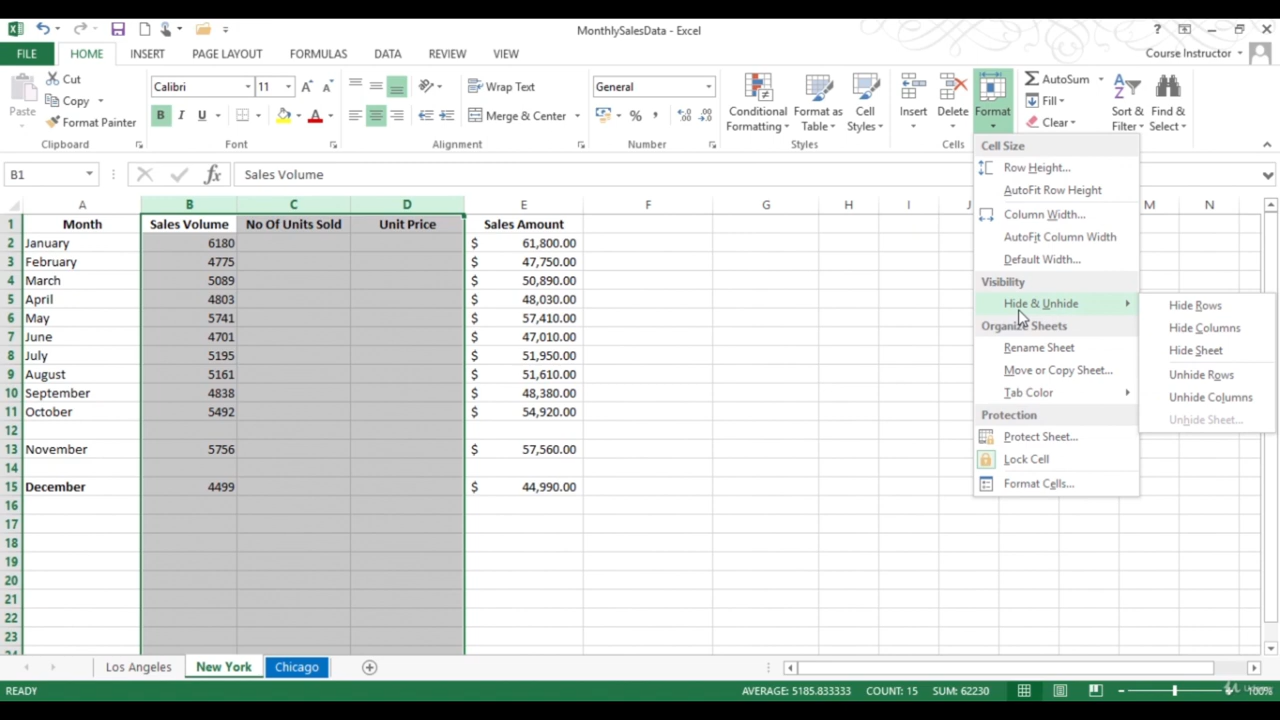 MonthlySalesData - Excel
FILE HOME INSERT PAGE LAYOUT FORMULAS DATA REVIEW VIEW Course Instructor
Paste Cut Copy Format Painter Clipboard
Calibri 11 B I U A Font
Wrap Text Merge & Center Alignment
General % , Number
Conditional Formatting Format as Table Cell Styles Styles
Insert Delete Format Cells
AutoSum Fill Clear Sort & Filter Find & Select
B1 fx Sales Volume
A B C D E F G H I J M N
1 Month Sales Volume No Of Units Sold Unit Price Sales Amount
2 January 6180 $ 61,800.00
3 February 4775 $ 47,750.00
4 March 5089 $ 50,890.00
5 April 4803 $ 48,030.00
6 May 5741 $ 57,410.00
7 June 4701 $ 47,010.00
8 July 5195 $ 51,950.00
9 August 5161 $ 51,610.00
10 September 4838 $ 48,380.00
11 October 5492 $ 54,920.00
12
13 November 5756 $ 57,560.00
14
15 December 4499 $ 44,990.00
16
17
18
19
20
21
22
23
Cell Size
Row Height...
AutoFit Row Height
Column Width...
AutoFit Column Width
Default Width...
Visibility
Hide & Unhide
Organize Sheets
Rename Sheet
Move or Copy Sheet...
Tab Color
Protection
Protect Sheet...
Lock Cell
Format Cells...
Hide Rows
Hide Columns
Hide Sheet
Unhide Rows
Unhide Columns
Unhide Sheet...
Los Angeles New York Chicago
READY AVERAGE: 5185.833333 COUNT: 15 SUM: 62230 100%